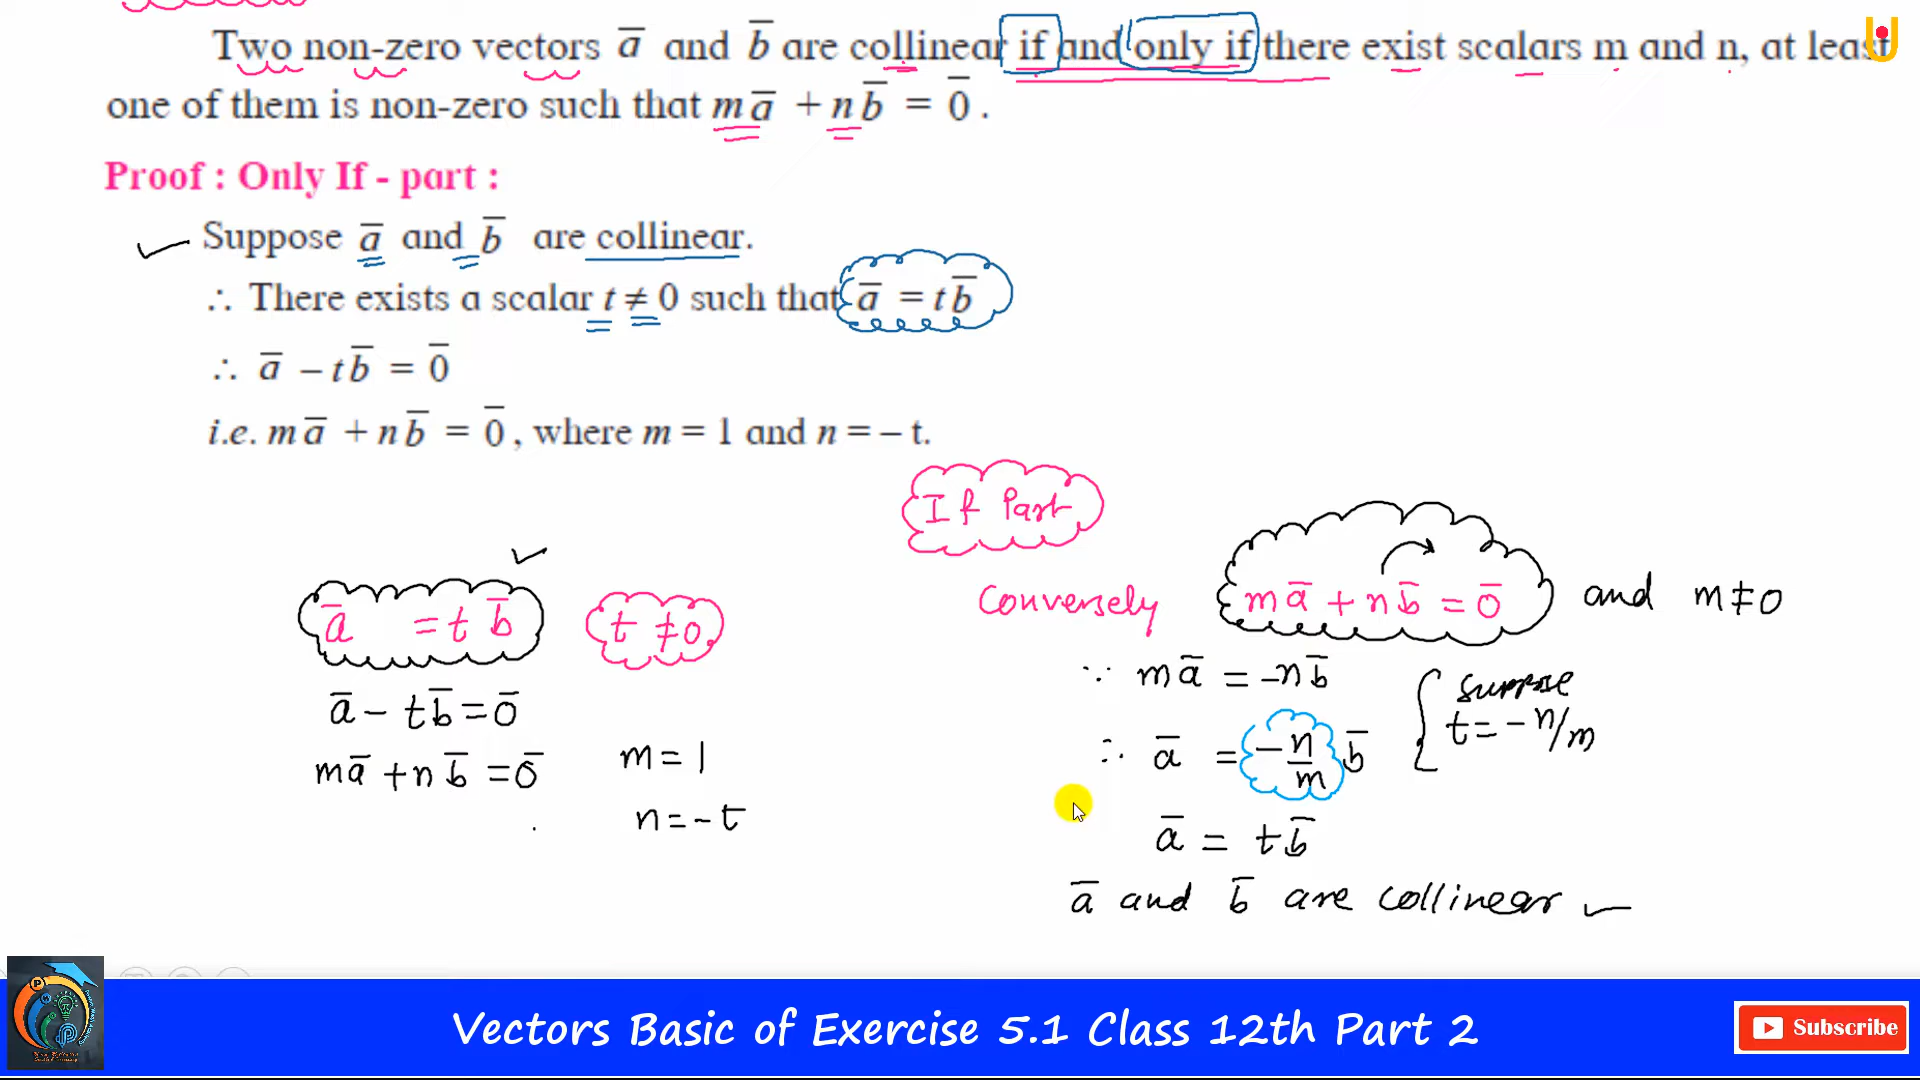 Two non-zero vectors a̅ and b̅ are collinear if and only if there exist scalars m and n, at least
one of them is non-zero such that m a̅ + n b̅ = 0̅ .
Proof : Only If - part :
Suppose a̅ and b̅ are collinear.
∴ There exists a scalar t ≠ 0 such that a̅ = t b̅
∴ a̅ – t b̅ = 0̅
i.e. m a̅ + n b̅ = 0̅ , where m = 1 and n = – t.
a̅ = t b̅ t ≠ 0
a̅ – t b̅ = 0̅
m a̅ + n b̅ = 0̅ m = 1
n = – t
If Part
Conversely m a̅ + n b̅ = 0̅ and m ≠ 0
∵ m a̅ = –n b̅
∴ a̅ = –n/m b̅
{ suppose
t = – n/m
a̅ = t b̅
a̅ and b̅ are collinear
Vectors Basic of Exercise 5.1 Class 12th Part 2
Subscribe